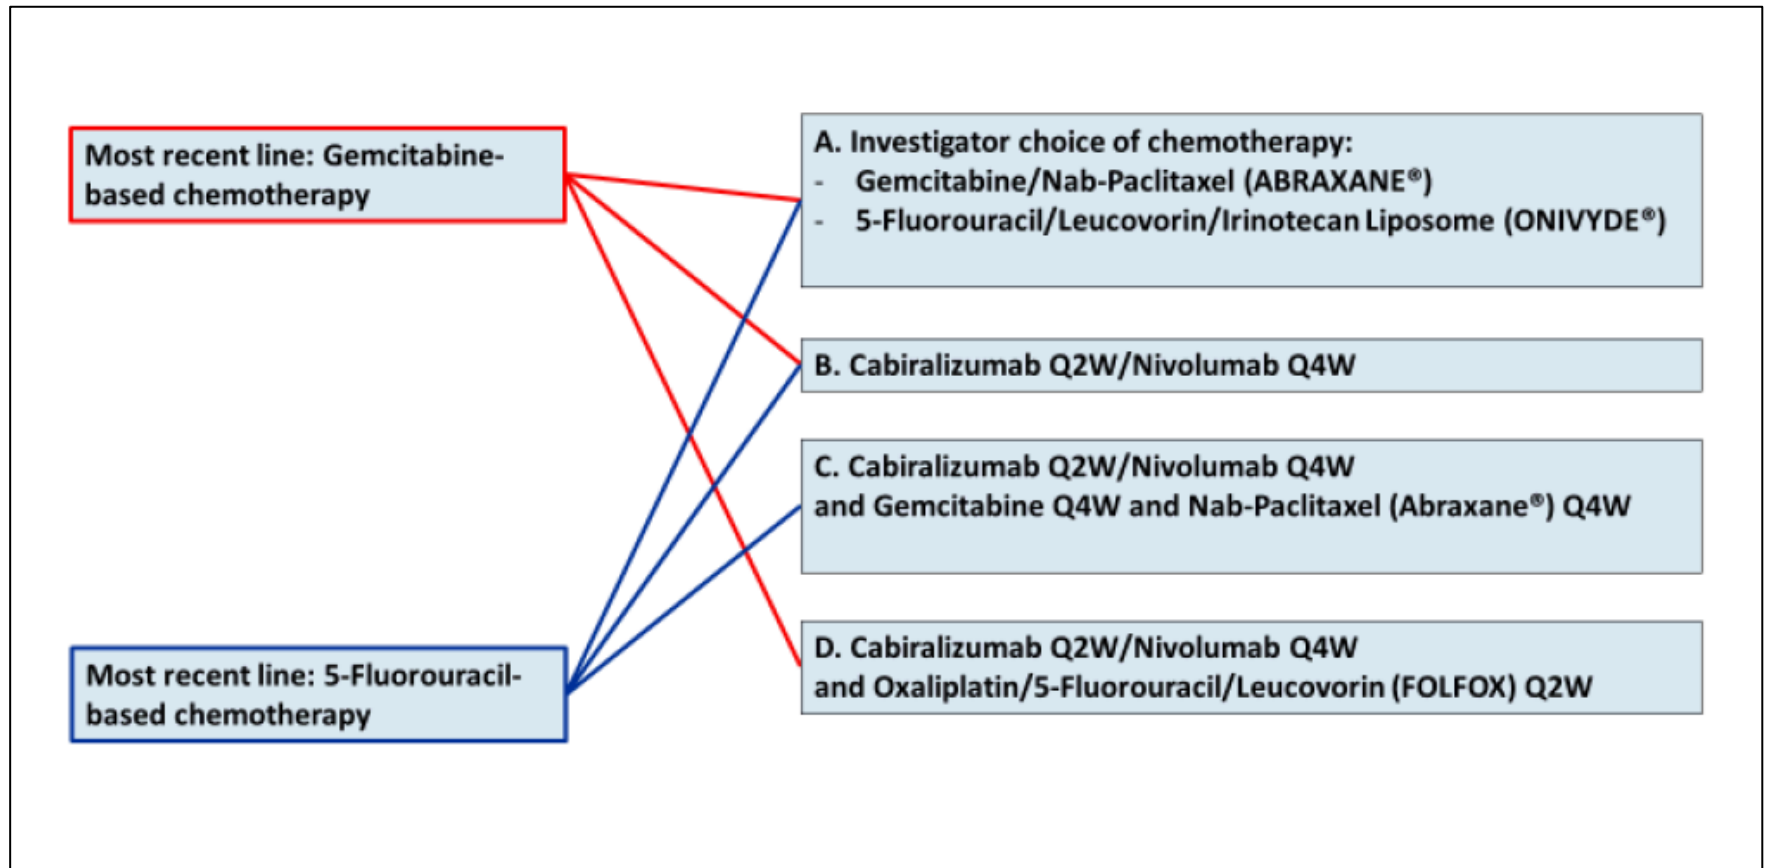 Most recent line: Gemcitabine-
based chemotherapy
Most recent line: 5-Fluorouracil-
based chemotherapy
A. Investigator choice of chemotherapy:
- Gemcitabine/Nab-Paclitaxel (ABRAXANE®)
- 5-Fluorouracil/Leucovorin/Irinotecan Liposome (ONIVYDE®)
B. Cabiralizumab Q2W/Nivolumab Q4W
C. Cabiralizumab Q2W/Nivolumab Q4W
and Gemcitabine Q4W and Nab-Paclitaxel (Abraxane®) Q4W
D. Cabiralizumab Q2W/Nivolumab Q4W
and Oxaliplatin/5-Fluorouracil/Leucovorin (FOLFOX) Q2W